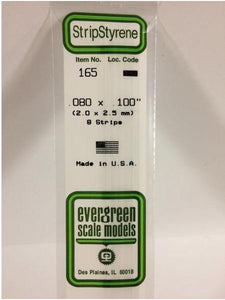 StripStyrene
Item No. Loc. Code
165
.080 x .100"
(2.0 x 2.5 mm)
8 Strips
Made in U.S.A.
evergreen
scale models
Des Plaines, IL 60018